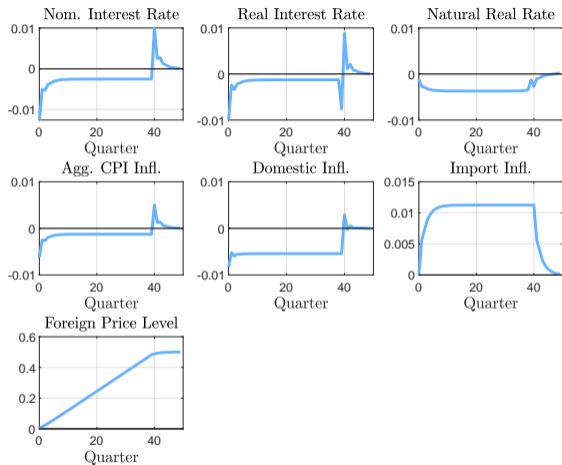 Nom. Interest Rate
0.01
0
-0.01
0 20 40
Quarter
Real Interest Rate
0.01
0
-0.01
0 20 40
Quarter
Natural Real Rate
0.01
0
-0.01
0 20 40
Quarter
Agg. CPI Infl.
0.01
0
-0.01
0 20 40
Quarter
Domestic Infl.
0.01
0
-0.01
0 20 40
Quarter
Import Infl.
0.015
0.01
0.005
0
0 20 40
Quarter
Foreign Price Level
0.6
0.4
0.2
0
0 20 40
Quarter